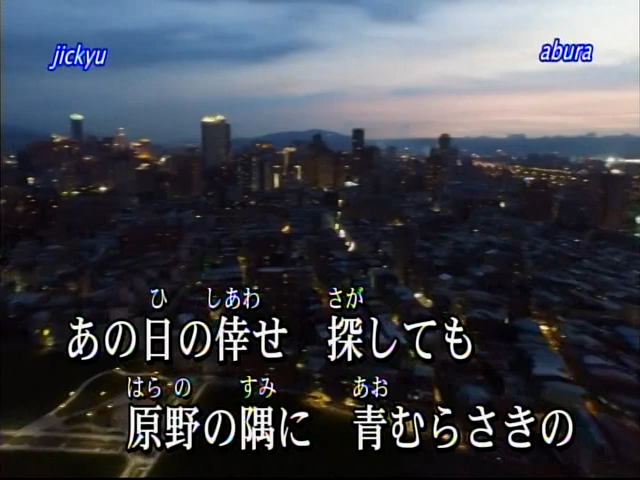 jickyu
abura
ひ しあわ さが
あの日の倖せ 探しても
はら の すみ あお
原野の隅に 青むらさきの